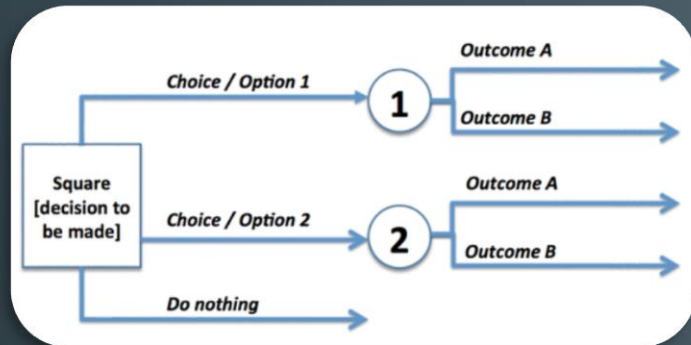 Outcome A
Choice / Option 1
1
Outcome B
Square
[decision to
be made]
Outcome A
Choice / Option 2
2
Outcome B
Do nothing